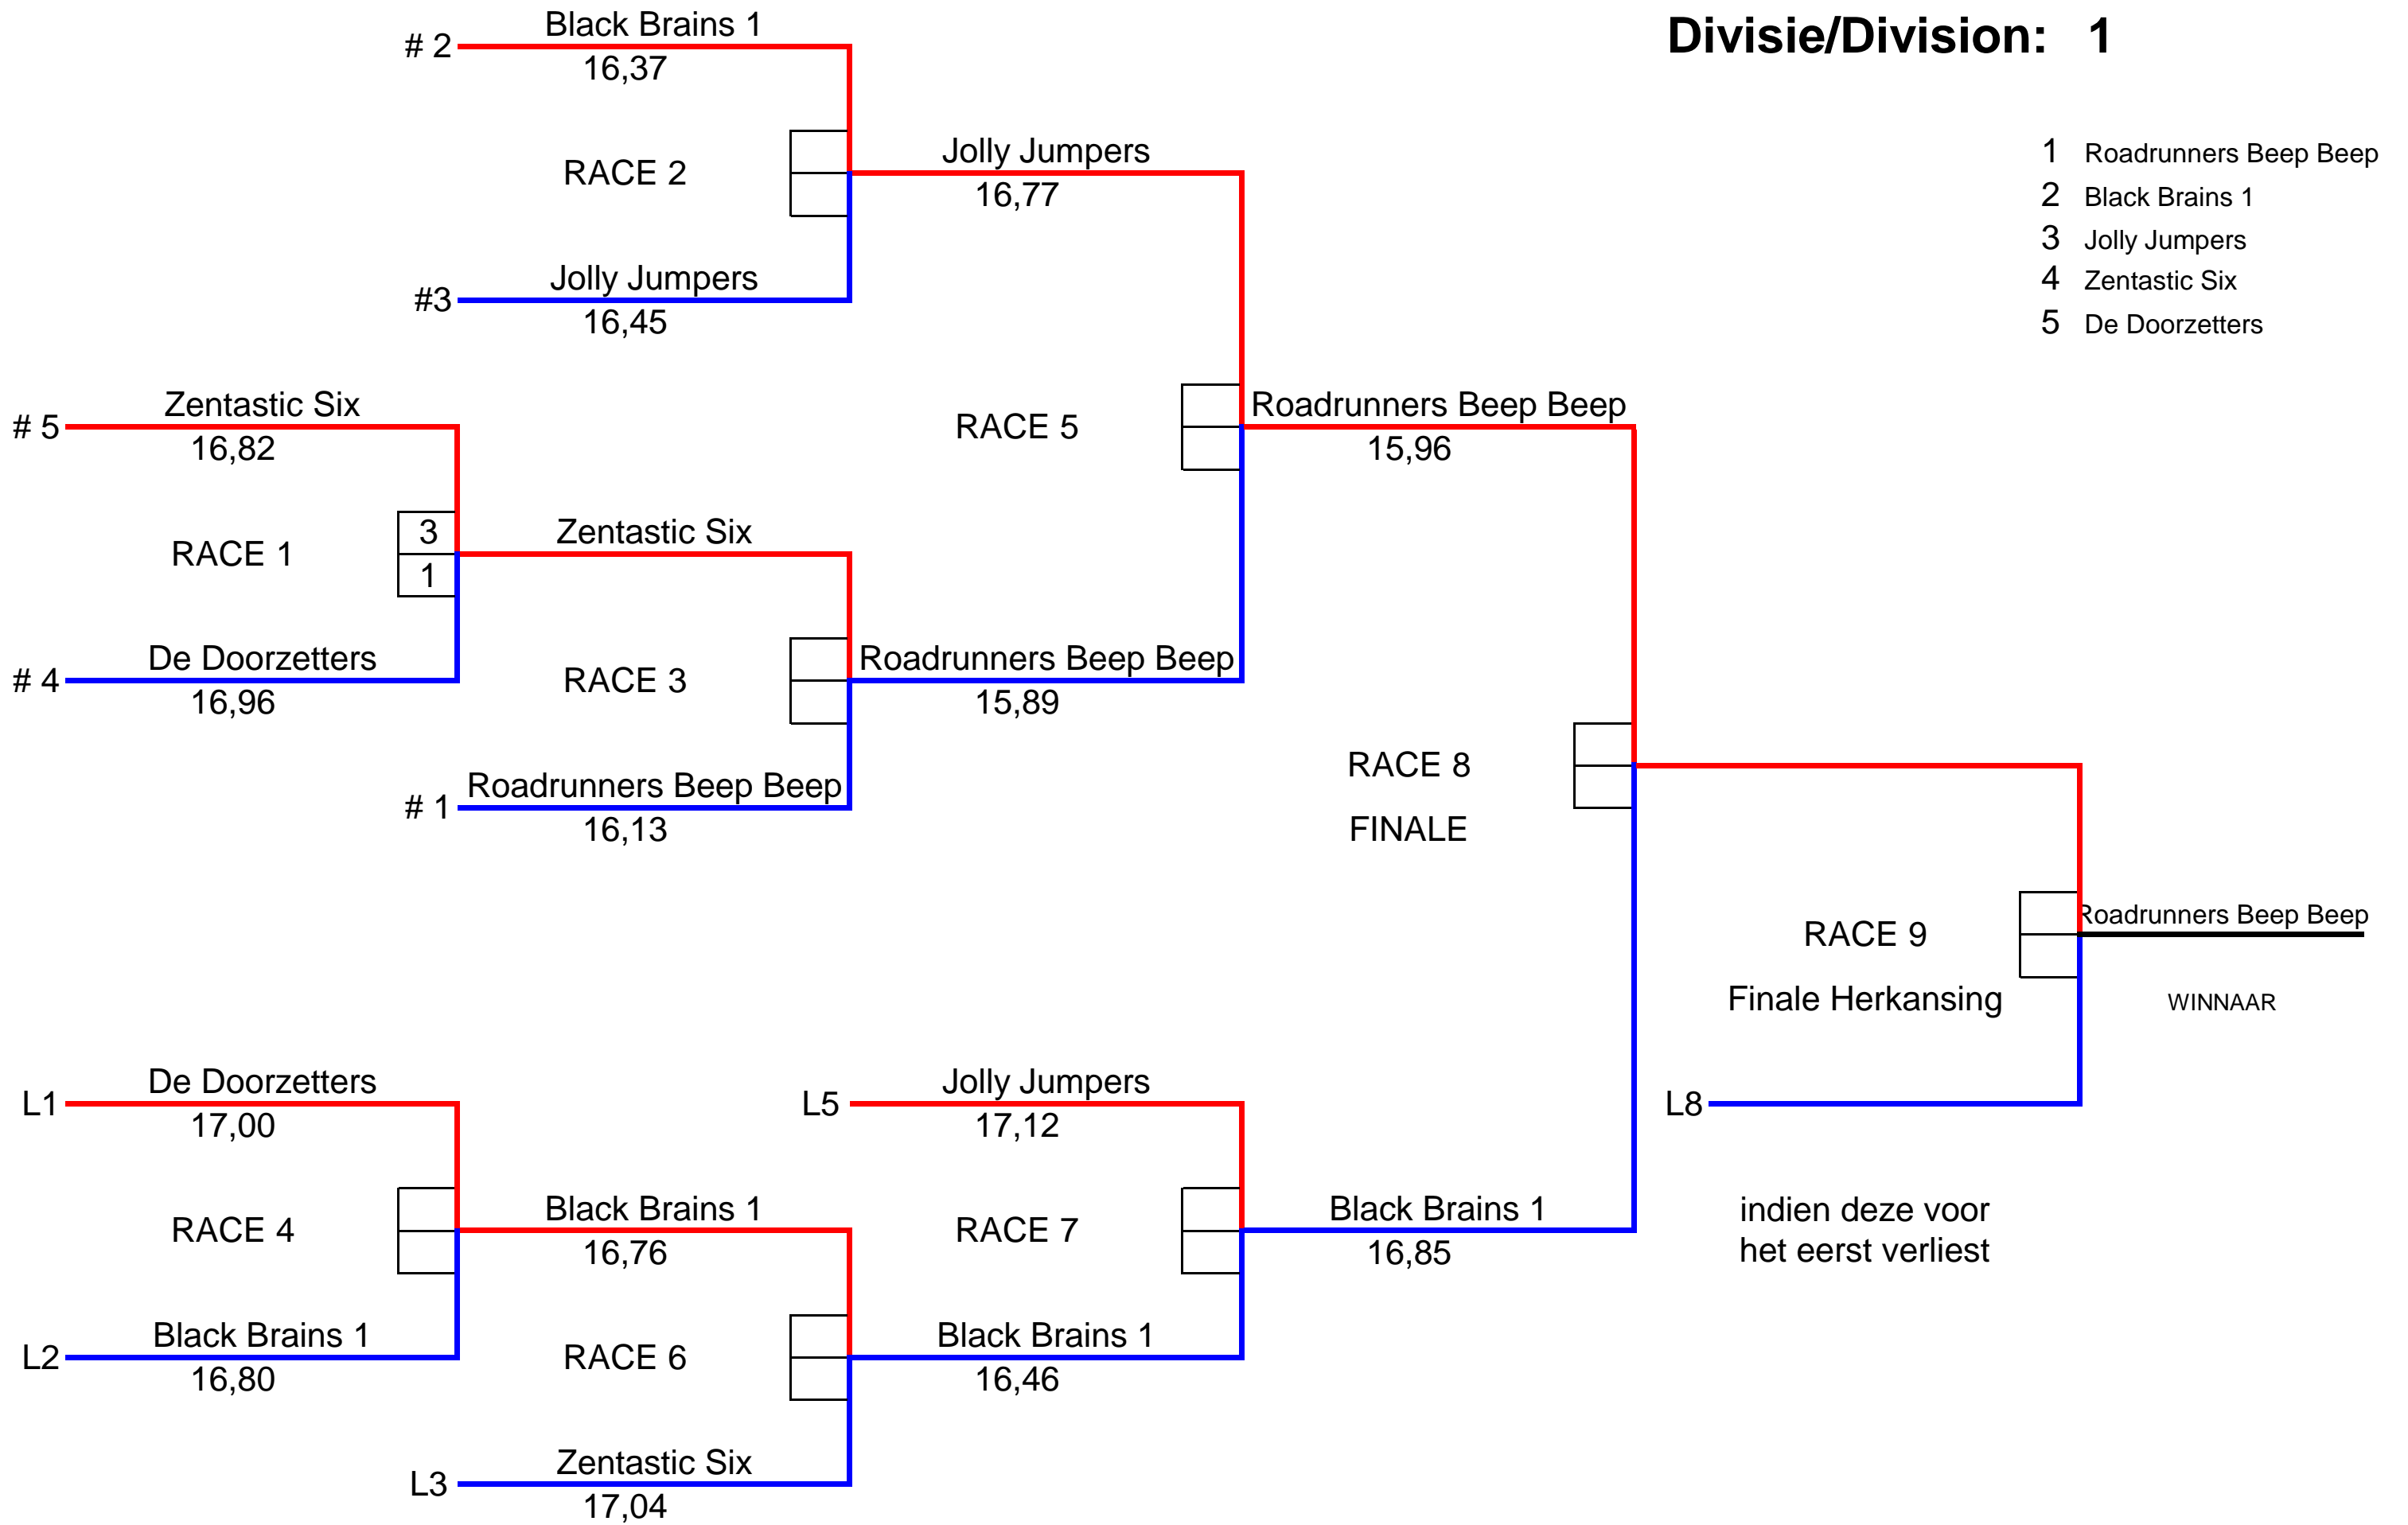 Divisie/Division: 1
1 Roadrunners Beep Beep
2 Black Brains 1
3 Jolly Jumpers
4 Zentastic Six
5 De Doorzetters
# 2
Black Brains 1
16,37
RACE 2
#3
Jolly Jumpers
16,45
Jolly Jumpers
16,77
# 5
Zentastic Six
16,82
RACE 1
3
1
# 4
De Doorzetters
16,96
Zentastic Six
RACE 3
# 1
Roadrunners Beep Beep
16,13
RACE 5
Roadrunners Beep Beep
15,89
Roadrunners Beep Beep
15,96
RACE 8
FINALE
RACE 9
Finale Herkansing
Roadrunners Beep Beep
WINNAAR
L1
De Doorzetters
17,00
RACE 4
L2
Black Brains 1
16,80
Black Brains 1
16,76
RACE 6
L3
Zentastic Six
17,04
L5
Jolly Jumpers
17,12
RACE 7
Black Brains 1
16,46
Black Brains 1
16,85
L8
indien deze voor
het eerst verliest